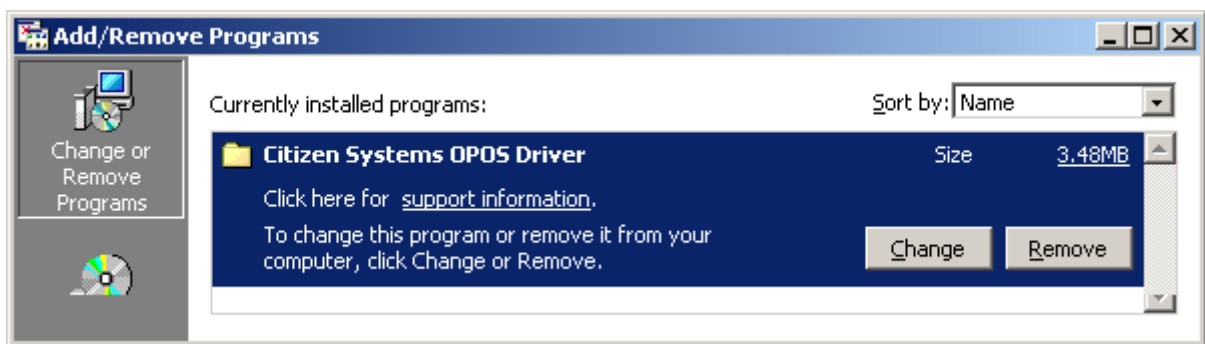 Add/Remove Programs
Change or
Remove
Programs
Currently installed programs:
Sort by: Name
Citizen Systems OPOS Driver
Size 3.48MB
Click here for support information.
To change this program or remove it from your
computer, click Change or Remove.
Change Remove